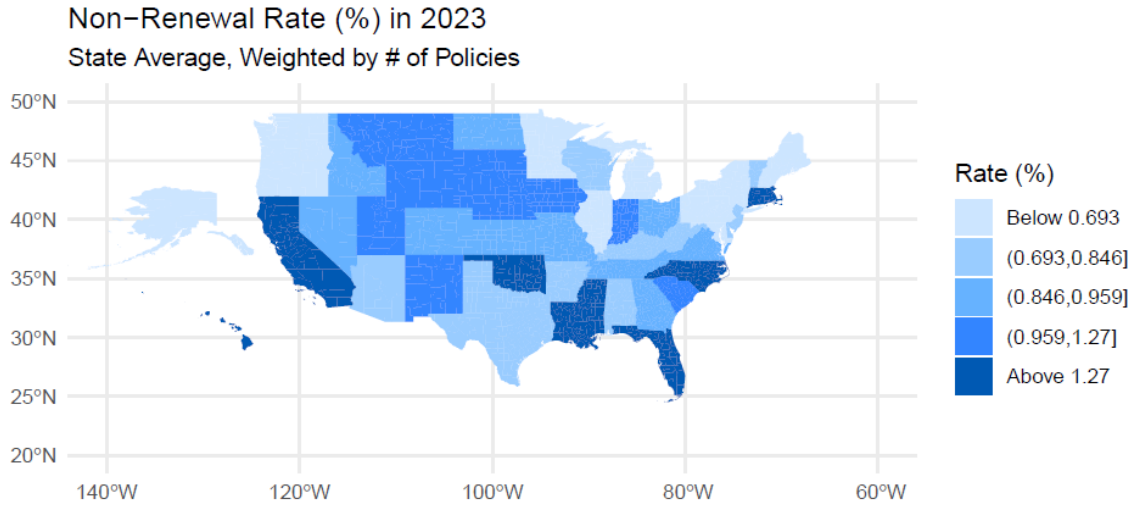 Non−Renewal Rate (%) in 2023
State Average, Weighted by # of Policies
50°N
45°N
40°N
35°N
30°N
25°N
20°N
140°W 120°W 100°W 80°W 60°W
Rate (%)
Below 0.693
(0.693,0.846]
(0.846,0.959]
(0.959,1.27]
Above 1.27